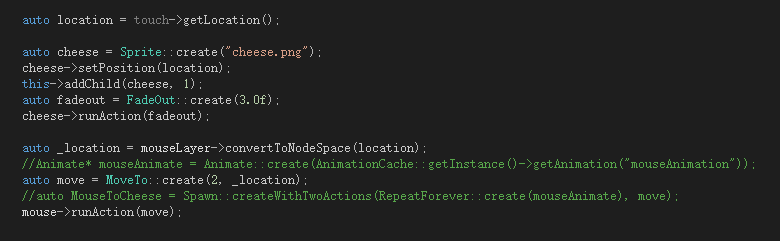 auto location = touch->getLocation();
auto cheese = Sprite::create("cheese.png");
cheese->setPosition(location);
this->addChild(cheese, 1);
auto fadeout = FadeOut::create(3.0f);
cheese->runAction(fadeout);
auto _location = mouseLayer->convertToNodeSpace(location);
//Animate* mouseAnimate = Animate::create(AnimationCache::getInstance()->getAnimation("mouseAnimation"));
auto move = MoveTo::create(2, _location);
//auto MouseToCheese = Spawn::createWithTwoActions(RepeatForever::create(mouseAnimate), move);
mouse->runAction(move);